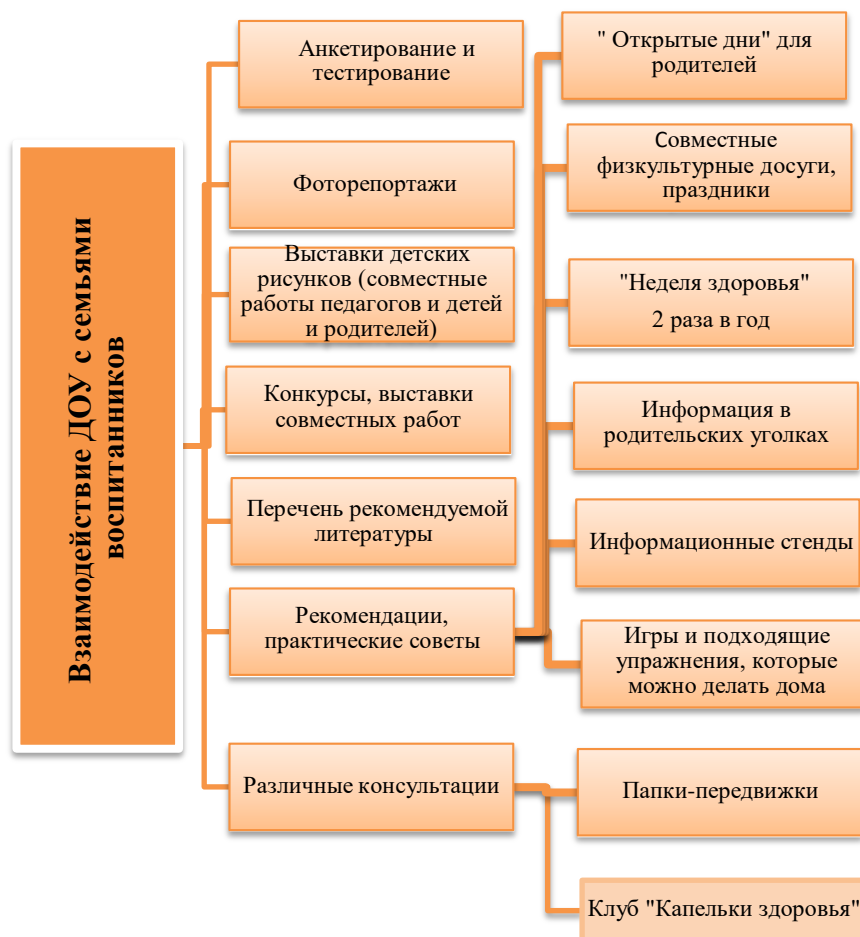 Взаимодействие ДОУ с семьями
воспитанников
Анкетирование и
тестирование
Фоторепортажи
Выставки детских
рисунков (совместные
работы педагогов и детей
и родителей)
Конкурсы, выставки
совместных работ
Перечень рекомендуемой
литературы
Рекомендации,
практические советы
Различные консультации
" Открытые дни" для
родителей
Совместные
физкультурные досуги,
праздники
"Неделя здоровья"
2 раза в год
Информация в
родительских уголках
Информационные стенды
Игры и подходящие
упражнения, которые
можно делать дома
Папки-передвижки
Клуб "Капельки здоровья"